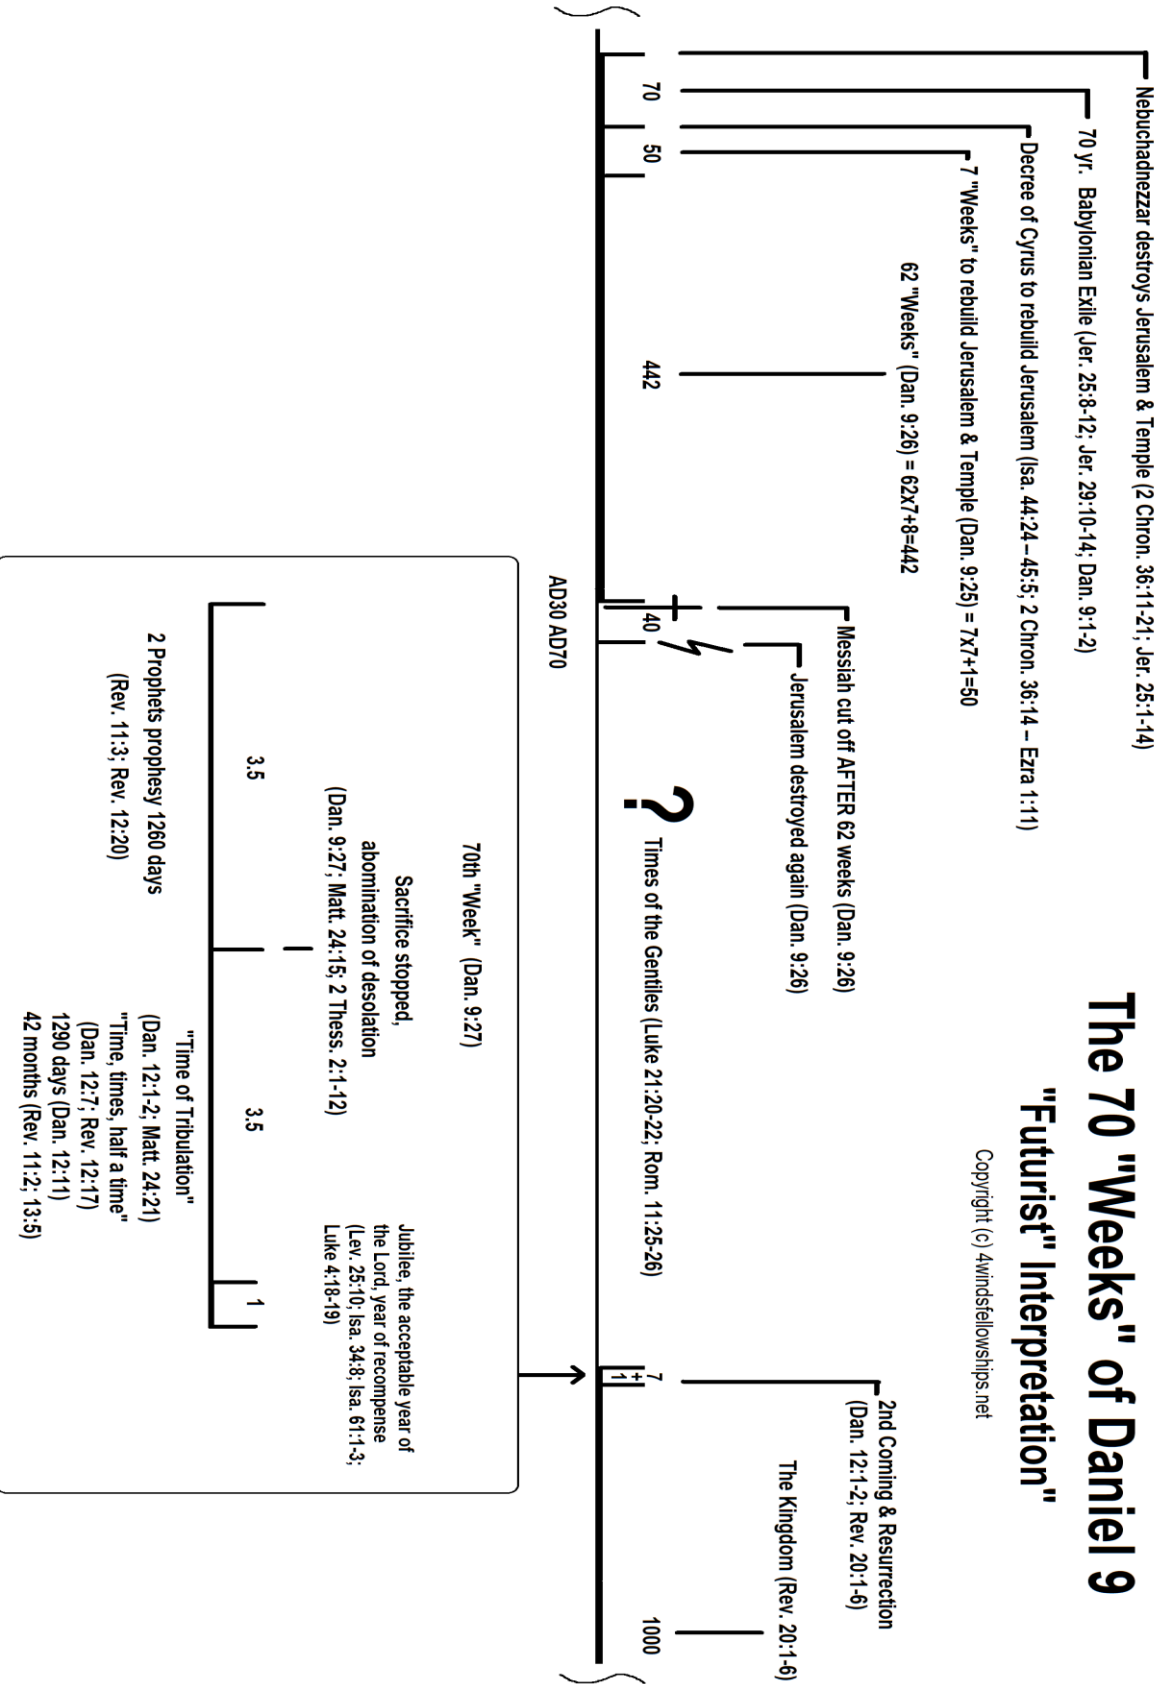 The 70 "Weeks" of Daniel 9
"Futurist" Interpretation"
Copyright (c) 4windsfellowships.net
Nebuchadnezzar destroys Jerusalem & Temple (2 Chron. 36:11-21; Jer. 25:1-14)
70 yr. Babylonian Exile (Jer. 25:8-12; Jer. 29:10-14; Dan. 9:1-2)
Decree of Cyrus to rebuild Jerusalem (Isa. 44:24–45:5; 2 Chron. 36:14 – Ezra 1:11)
7 "Weeks" to rebuild Jerusalem & Temple (Dan. 9:25) = 7x7+1=50
62 "Weeks" (Dan. 9:26) = 62x7+8=442
Messiah cut off AFTER 62 weeks (Dan. 9:26)
Jerusalem destroyed again (Dan. 9:26)
2nd Coming & Resurrection
(Dan. 12:1-2; Rev. 20:1-6)
The Kingdom (Rev. 20:1-6)
?
Times of the Gentiles (Luke 21:20-22; Rom. 11:25-26)
70
50
442
40
7
+
1
1000
AD30 AD70
70th "Week" (Dan. 9:27)
Sacrifice stopped,
abomination of desolation
(Dan. 9:27; Matt. 24:15; 2 Thess. 2:1-12)
Jubilee, the acceptable year of
the Lord, year of recompense
(Lev. 25:10; Isa. 34:8; Isa. 61:1-3;
Luke 4:18-19)
3.5
3.5
1
2 Prophets prophesy 1260 days
(Rev. 11:3; Rev. 12:20)
"Time of Tribulation"
(Dan. 12:1-2; Matt. 24:21)
"Time, times, half a time"
(Dan. 12:7; Rev. 12:17)
1290 days (Dan. 12:11)
42 months (Rev. 11:2; 13:5)